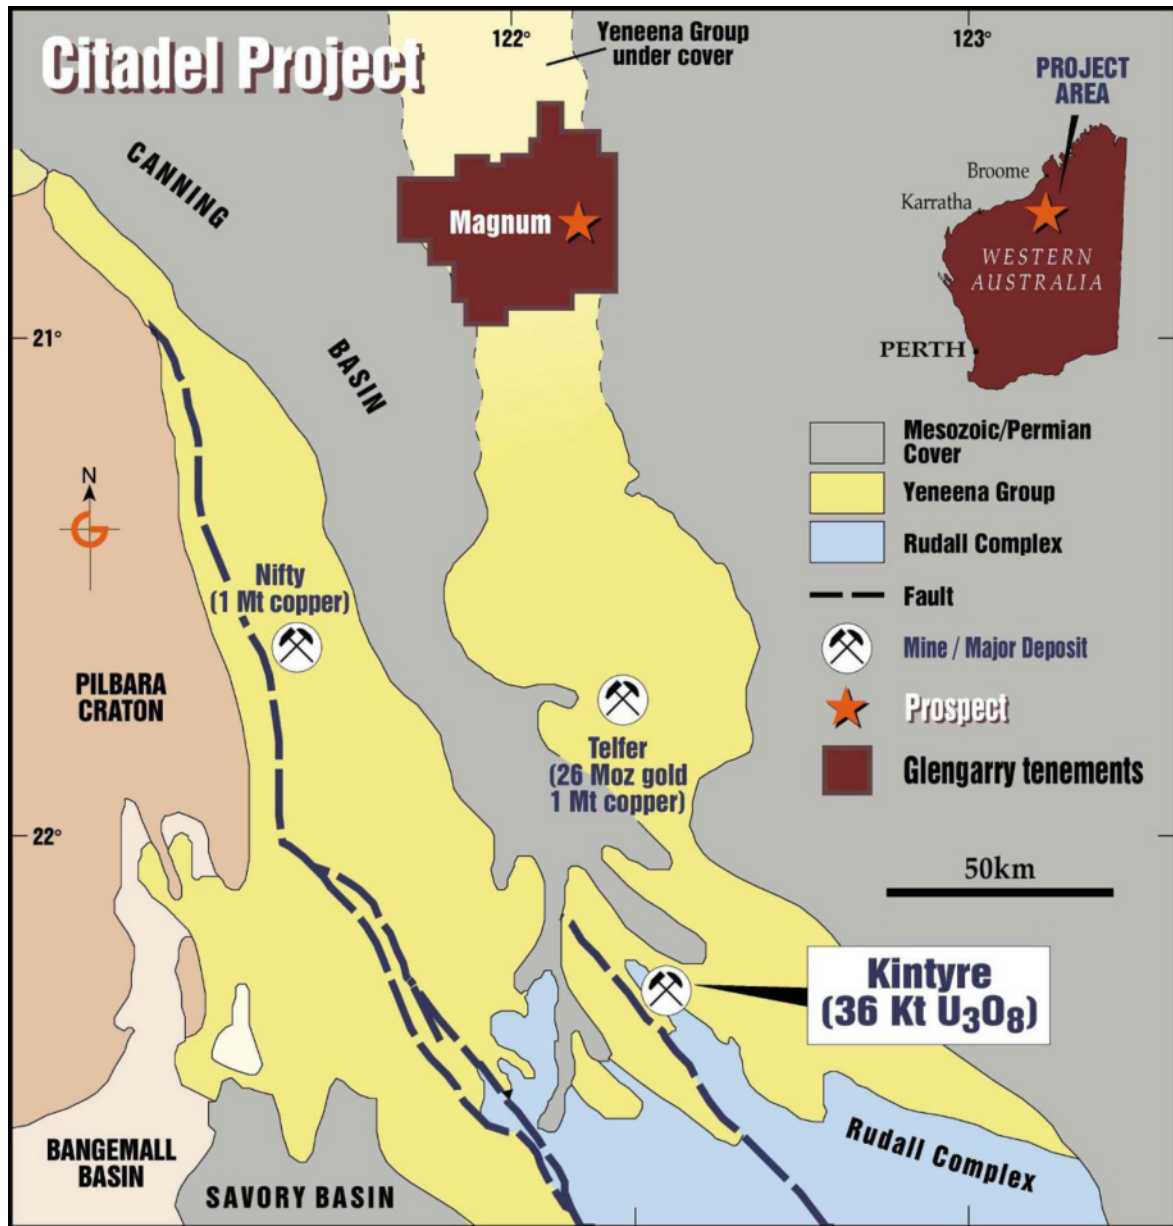 Citadel Project
122°
Yeneena Group
under cover
123°
PROJECT
AREA
CANNING
BASIN
Magnum
Broome
Karratha
WESTERN
AUSTRALIA
PERTH
21°
N
Mesozoic/Permian
Cover
Yeneena Group
Rudall Complex
Fault
Mine / Major Deposit
Prospect
Glengarry tenements
Nifty
(1 Mt copper)
PILBARA
CRATON
Telfer
(26 Moz gold
1 Mt copper)
22°
50km
Kintyre
(36 Kt U₃O₈)
BANGEMALL
BASIN
SAVORY BASIN
Rudall Complex